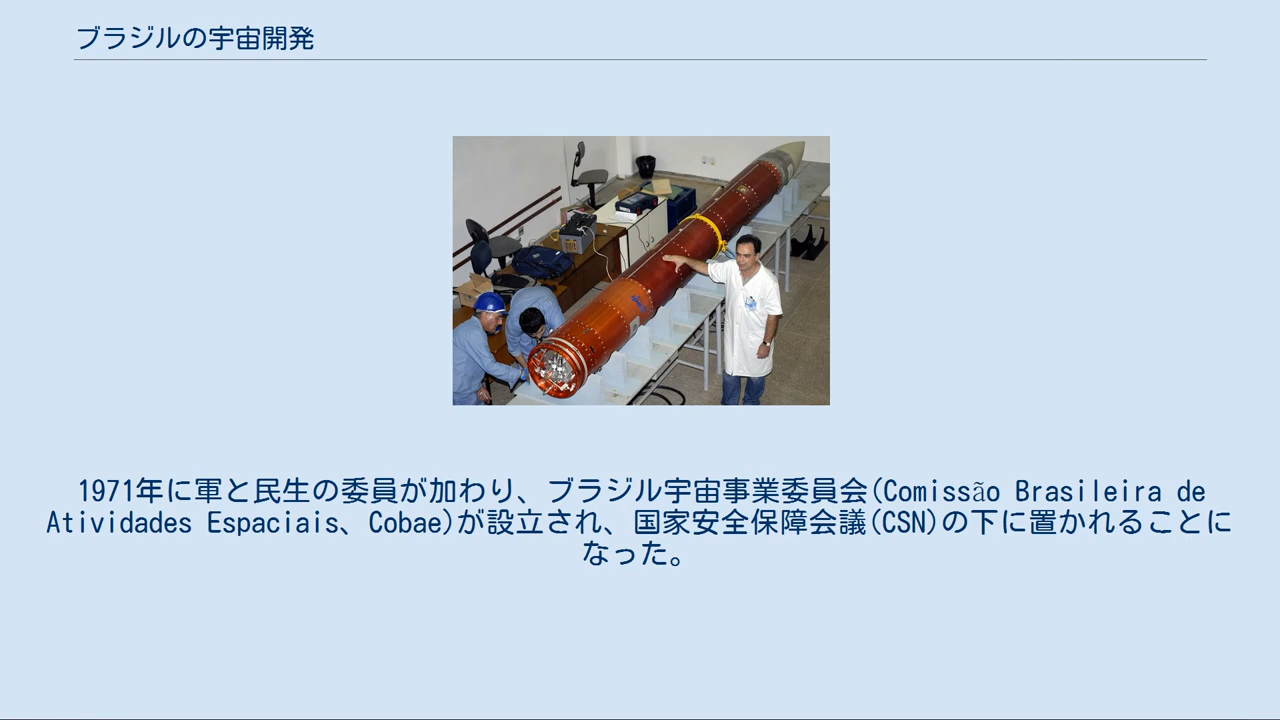 ブラジルの宇宙開発
1971年に軍と民生の委員が加わり、ブラジル宇宙事業委員会(Comissão Brasileira de
Atividades Espaciais、Cobae)が設立され、国家安全保障会議(CSN)の下に置かれることに
なった。